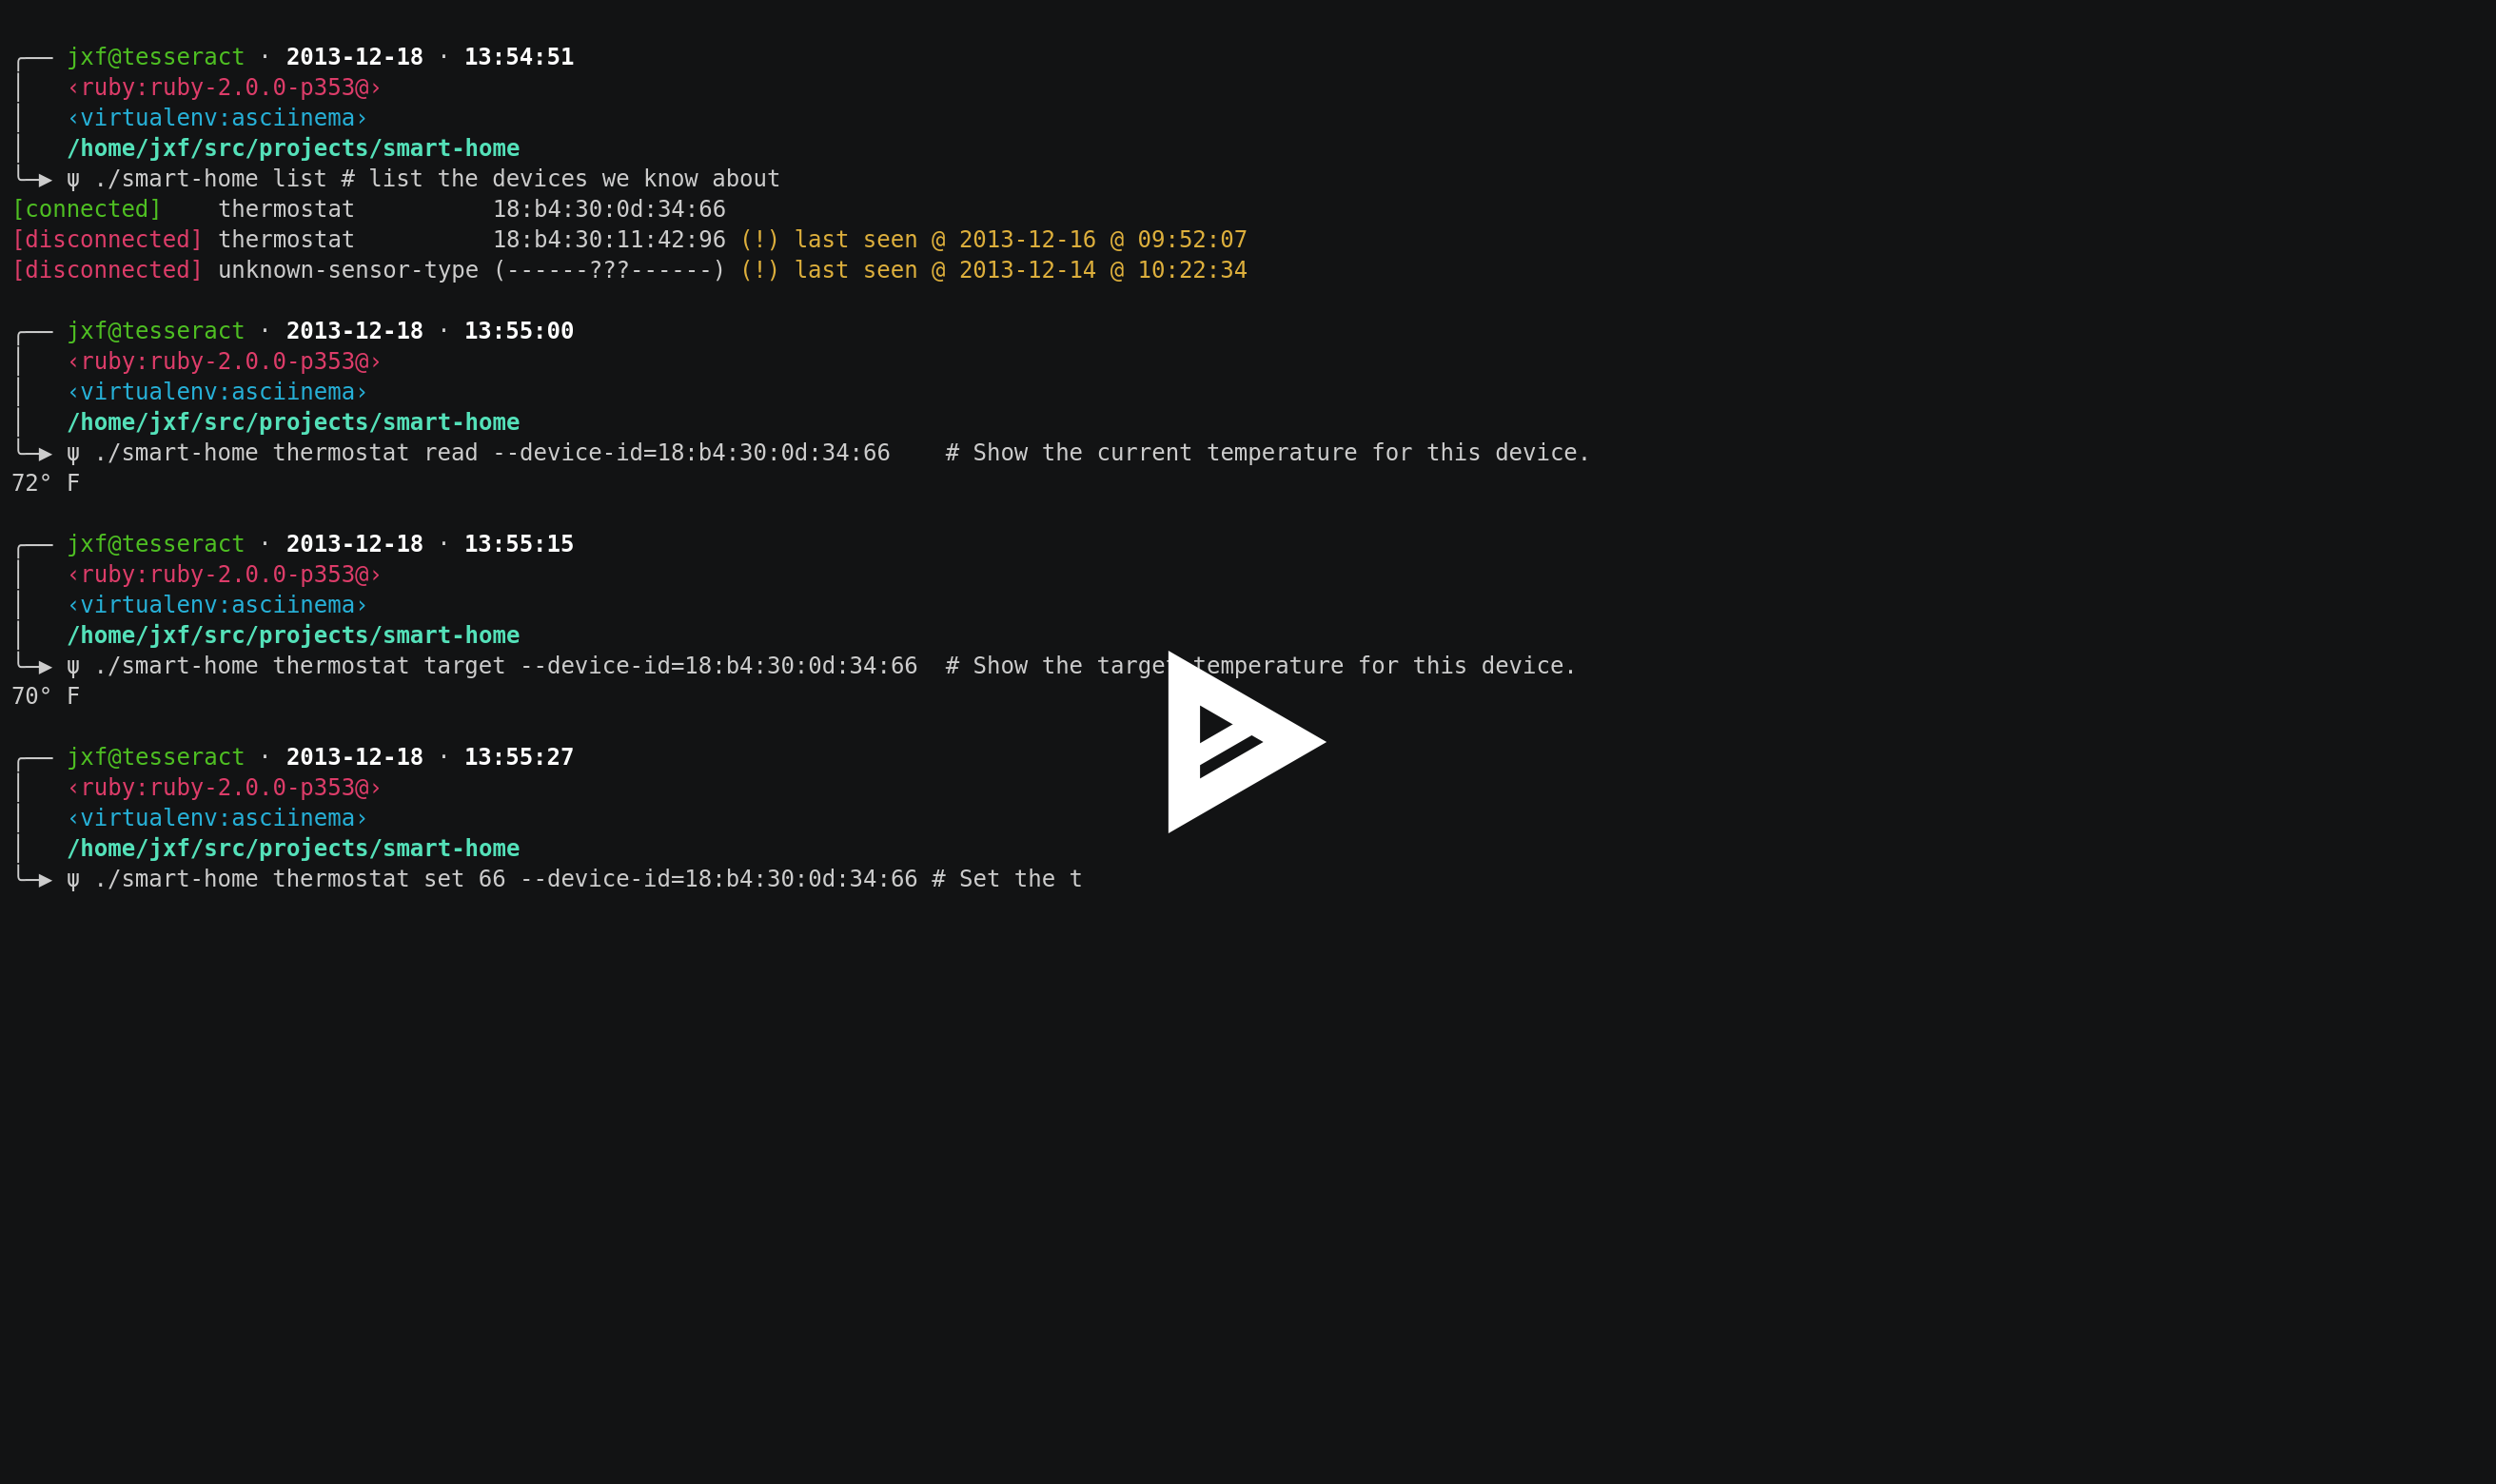 ╭── jxf@tesseract · 2013-12-18 · 13:54:51
│   ‹ruby:ruby-2.0.0-p353@›
│   ‹virtualenv:asciinema›
│   /home/jxf/src/projects/smart-home
╰─▶ ψ ./smart-home list # list the devices we know about
[connected]    thermostat          18:b4:30:0d:34:66
[disconnected] thermostat          18:b4:30:11:42:96 (!) last seen @ 2013-12-16 @ 09:52:07
[disconnected] unknown-sensor-type (------???------) (!) last seen @ 2013-12-14 @ 10:22:34
╭── jxf@tesseract · 2013-12-18 · 13:55:00
│   ‹ruby:ruby-2.0.0-p353@›
│   ‹virtualenv:asciinema›
│   /home/jxf/src/projects/smart-home
╰─▶ ψ ./smart-home thermostat read --device-id=18:b4:30:0d:34:66    # Show the current temperature for this device.
72° F
╭── jxf@tesseract · 2013-12-18 · 13:55:15
│   ‹ruby:ruby-2.0.0-p353@›
│   ‹virtualenv:asciinema›
│   /home/jxf/src/projects/smart-home
╰─▶ ψ ./smart-home thermostat target --device-id=18:b4:30:0d:34:66  # Show the target temperature for this device.
70° F
╭── jxf@tesseract · 2013-12-18 · 13:55:27
│   ‹ruby:ruby-2.0.0-p353@›
│   ‹virtualenv:asciinema›
│   /home/jxf/src/projects/smart-home
╰─▶ ψ ./smart-home thermostat set 66 --device-id=18:b4:30:0d:34:66 # Set the t